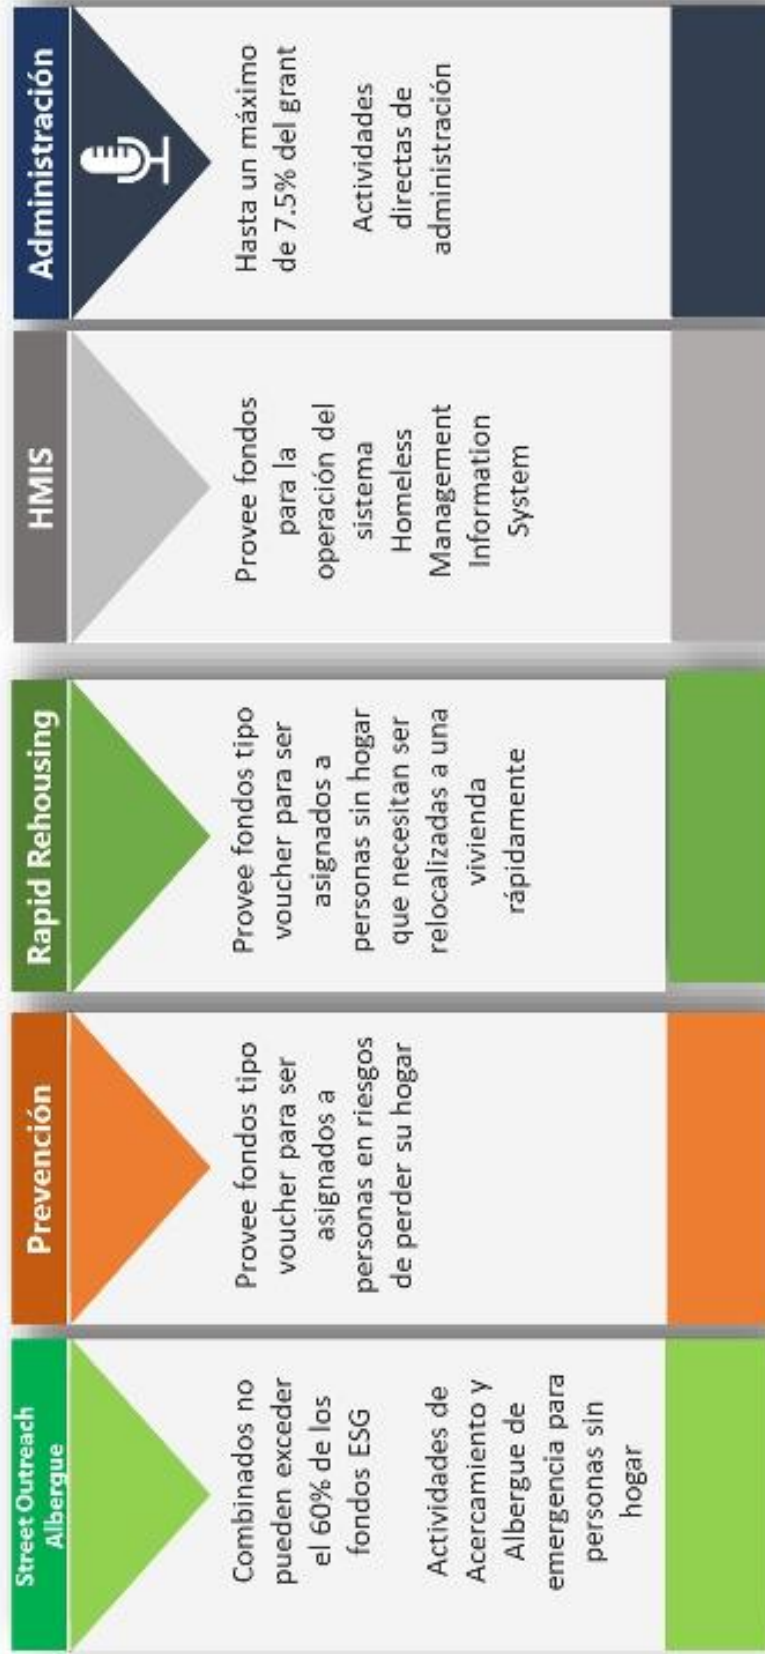 Street Outreach
Albergue
Combinados no
pueden exceder
el 60% de los
fondos ESG
Actividades de
Acercamiento y
Albergue de
emergencia para
personas sin
hogar
Prevención
Provee fondos tipo
voucher para ser
asignados a
personas en riesgos
de perder su hogar
Rapid Rehousing
Provee fondos tipo
voucher para ser
asignados a
personas sin hogar
que necesitan ser
relocalizadas a una
vivienda
rápidamente
HMIS
Provee fondos
para la
operación del
sistema
Homeless
Management
Information
System
Administración
Hasta un máximo
de 7.5% del grant
Actividades
directas de
administración